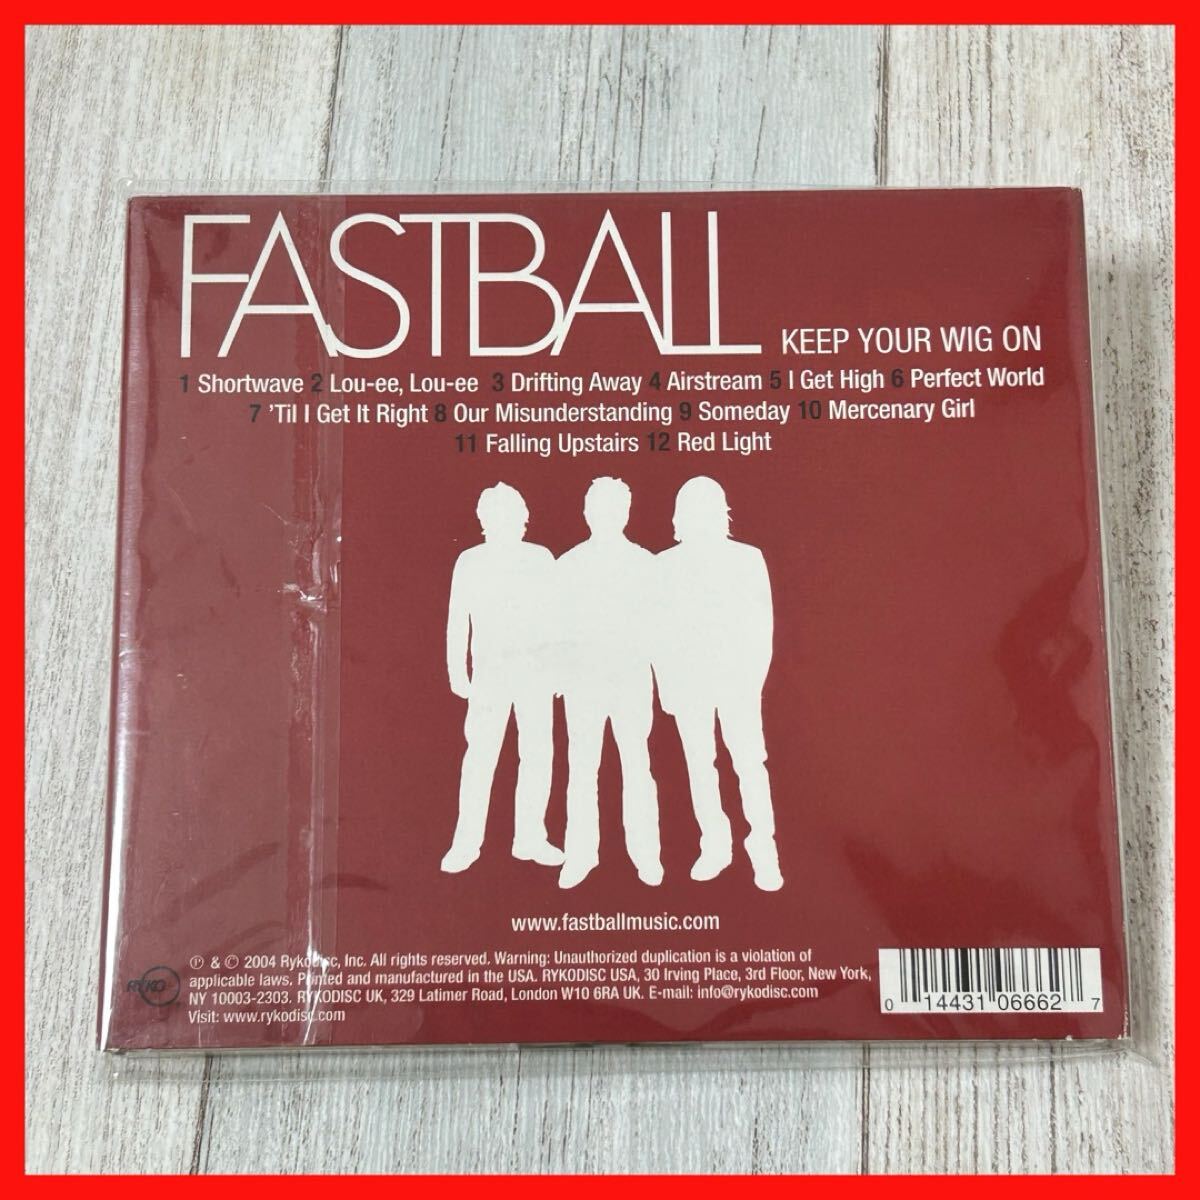 FASTBALL
KEEP YOUR WIG ON
1 Shortwave 2 Lou-ee, Lou-ee 3 Drifting Away 4 Airstream 5 I Get High 6 Perfect World
7 'Til I Get It Right 8 Our Misunderstanding 9 Someday 10 Mercenary Girl
11 Falling Upstairs 12 Red Light
www.fastballmusic.com
℗ & © 2004 Rykodisc, Inc. All rights reserved. Warning: Unauthorized duplication is a violation of
applicable laws. Printed and manufactured in the USA. RYKODISC USA, 30 Irving Place, 3rd Floor, New York,
NY 10003-2303. RYKODISC UK, 329 Latimer Road, London W10 6RA UK. E-mail: info@rykodisc.com
Visit: www.rykodisc.com
RYKO
0 14431 06662 7